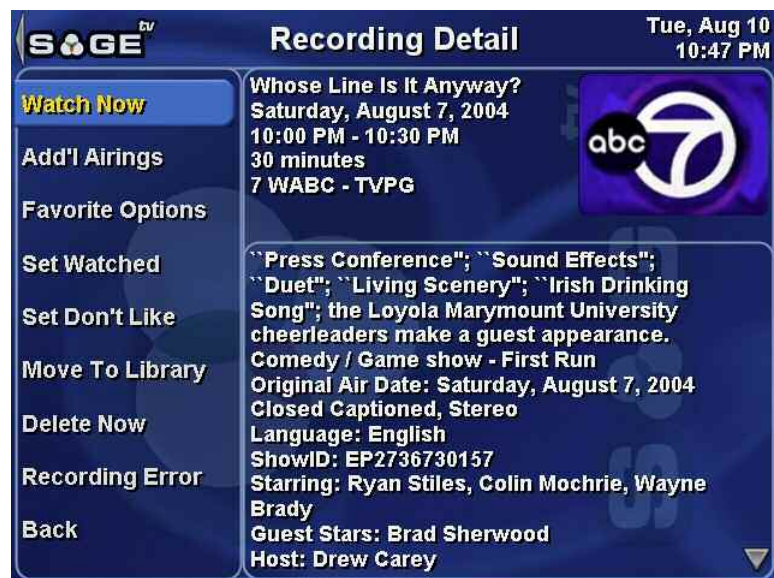 SAGE tv
Recording Detail
Tue, Aug 10
10:47 PM
Watch Now
Add'l Airings
Favorite Options
Set Watched
Set Don't Like
Move To Library
Delete Now
Recording Error
Back
Whose Line Is It Anyway?
Saturday, August 7, 2004
10:00 PM - 10:30 PM
30 minutes
7 WABC - TVPG
abc 7
``Press Conference"; ``Sound Effects";
``Duet"; ``Living Scenery"; ``Irish Drinking
Song"; the Loyola Marymount University
cheerleaders make a guest appearance.
Comedy / Game show - First Run
Original Air Date: Saturday, August 7, 2004
Closed Captioned, Stereo
Language: English
ShowID: EP2736730157
Starring: Ryan Stiles, Colin Mochrie, Wayne
Brady
Guest Stars: Brad Sherwood
Host: Drew Carey